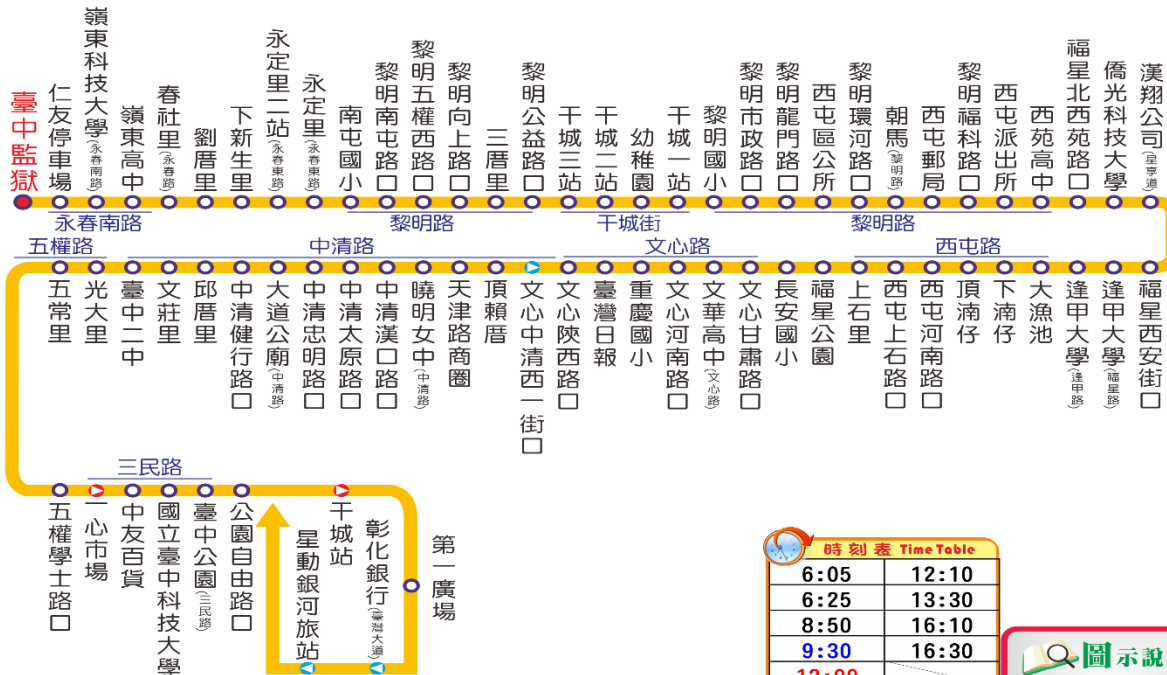 臺中監獄
仁友停車場
嶺東科技大學(永春南路)
嶺東高中
春社里(永春路)
劉厝里
下新生里
永定里二站(永春東路)
永定里(永春東路)
南屯國小
黎明南屯路口
黎明五權西路口
黎明向上路口
三厝里
黎明公益路口
干城三站
干城二站
幼稚園
干城一站
黎明國小
黎明市政路口
黎明龍門路口
西屯區公所
黎明環河路口
朝馬(黎明路)
西屯郵局
黎明福科路口
西屯派出所
西苑高中
福星北西苑路口
僑光科技大學
漢翔公司(星享道)
永春南路
黎明路
干城街
黎明路
五權路
中清路
文心路
西屯路
五常里
光大里
臺中二中
文莊里
邱厝里
中清健行路口
大道公廟(中清路)
中清忠明路口
中清太原路口
中清漢口路口
曉明女中(中清路)
天津路商圈
頂賴厝
文心中清西一街口
文心陝西路口
臺灣日報
重慶國小
文心河南路口
文華高中(文心路)
文心甘肅路口
長安國小
福星公園
上石里
西屯上石路口
西屯河南路口
頂湳仔
下湳仔
大漁池
逢甲大學(逢甲路)
逢甲大學(福星路)
福星西安街口
三民路
五權學士路口
一心市場
中友百貨
國立臺中科技大學
臺中公園(三民路)
公園自由路口
星動銀河旅站
干城站
彰化銀行(臺灣大道)
第一廣場
時刻表 Time Table
6:05 12:10
6:25 13:30
8:50 16:10
9:30 16:30
12:00
圖示說